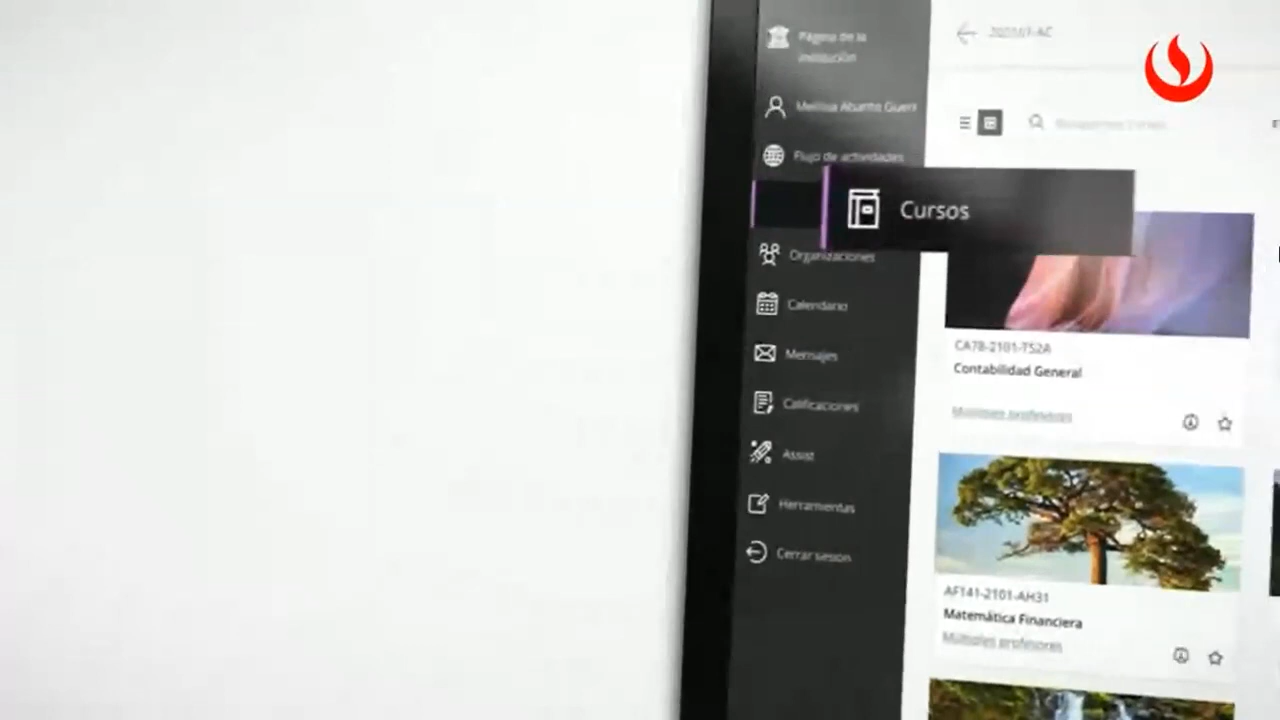 Página de la
institución
Flujo de actividades
Cursos
Organizaciones
Calendario
Mensajes
Calificaciones
Assist
Herramientas
Cerrar sesión
CA78-2101-TS2A
Contabilidad General
Múltiples profesores
AF141-2101-AH31
Matemática Financiera
Múltiples profesores